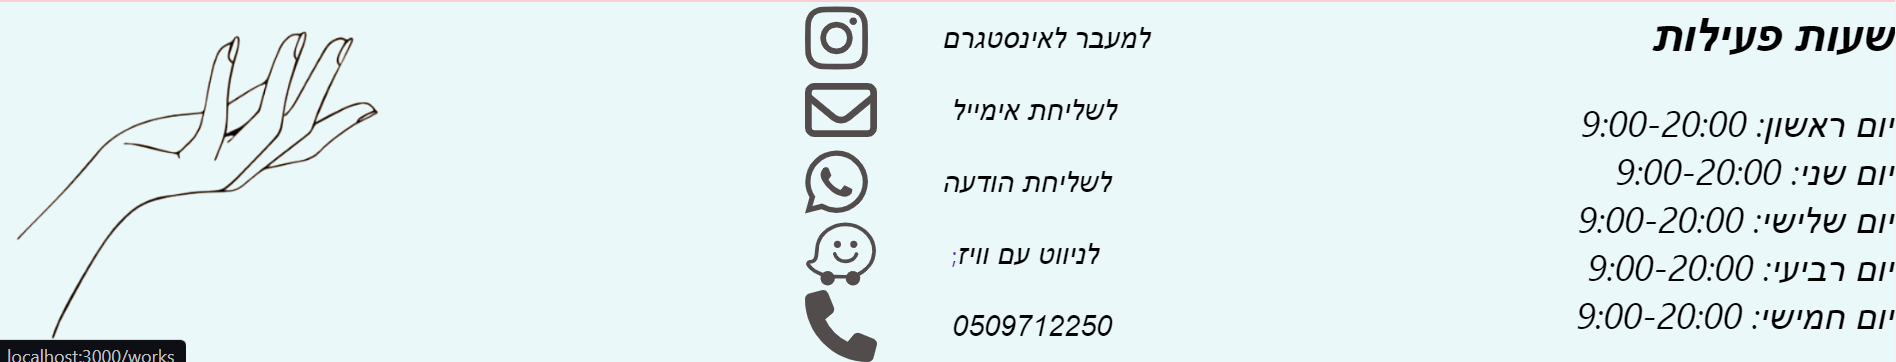 שעות פעילות
יום ראשון: 9:00-20:00
יום שני: 9:00-20:00
יום שלישי: 9:00-20:00
יום רביעי: 9:00-20:00
יום חמישי: 9:00-20:00
למעבר לאינסטגרם
לשליחת אימייל
לשליחת הודעה
לניווט עם וויז;
0509712250
localhost:3000/works